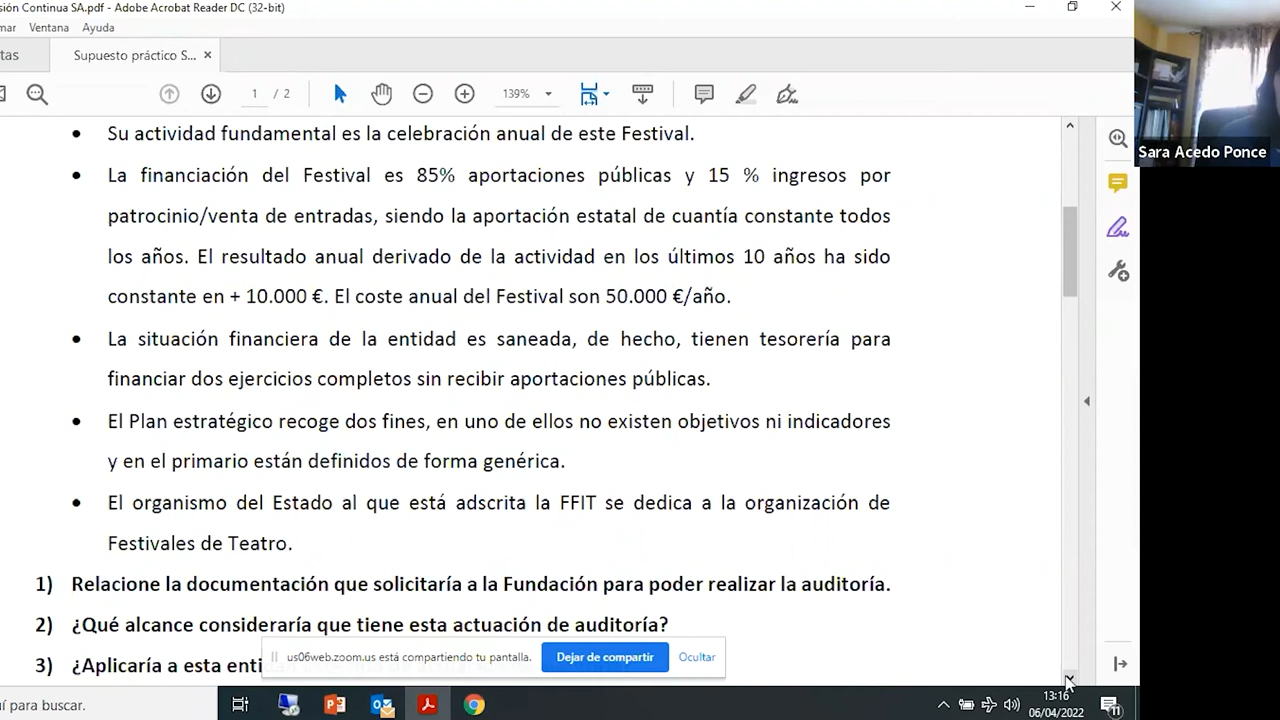 sión Continua SA.pdf - Adobe Acrobat Reader DC (32-bit)
mar Ventana Ayuda
tas Supuesto práctico S... ×
1 / 2 139%
Sara Acedo Ponce
• Su actividad fundamental es la celebración anual de este Festival.
• La financiación del Festival es 85% aportaciones públicas y 15 % ingresos por
patrocinio/venta de entradas, siendo la aportación estatal de cuantía constante todos
los años. El resultado anual derivado de la actividad en los últimos 10 años ha sido
constante en + 10.000 €. El coste anual del Festival son 50.000 €/año.
• La situación financiera de la entidad es saneada, de hecho, tienen tesorería para
financiar dos ejercicios completos sin recibir aportaciones públicas.
• El Plan estratégico recoge dos fines, en uno de ellos no existen objetivos ni indicadores
y en el primario están definidos de forma genérica.
• El organismo del Estado al que está adscrita la FFIT se dedica a la organización de
Festivales de Teatro.
1) Relacione la documentación que solicitaría a la Fundación para poder realizar la auditoría.
2) ¿Qué alcance consideraría que tiene esta actuación de auditoría?
3) ¿Aplicaría a esta enti
us06web.zoom.us está compartiendo tu pantalla. Dejar de compartir Ocultar
uí para buscar.
13:16
06/04/2022
11